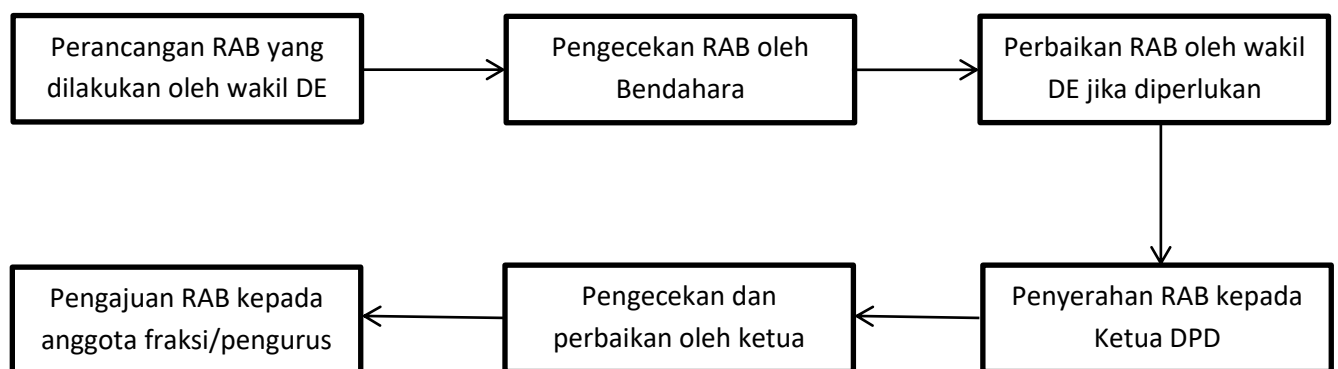 Perancangan RAB yang
dilakukan oleh wakil DE
Pengecekan RAB oleh
Bendahara
Perbaikan RAB oleh wakil
DE jika diperlukan
Penyerahan RAB kepada
Ketua DPD
Pengecekan dan
perbaikan oleh ketua
Pengajuan RAB kepada
anggota fraksi/pengurus